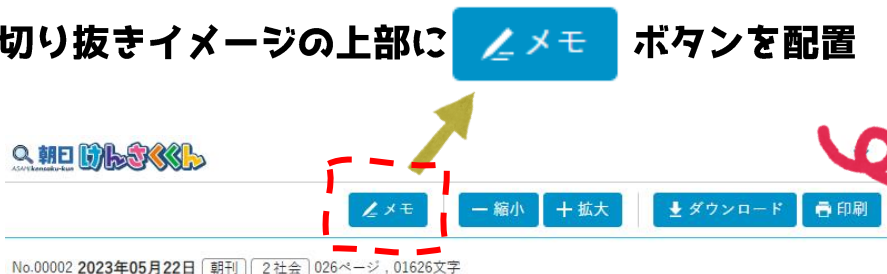 切り抜きイメージの上部に メモ ボタンを配置
朝日 けんさくくん
ASAHI kensaku-kun
メモ 縮小 拡大 ダウンロード 印刷
No.00002 2023年05月22日 朝刊 2社会 026ページ , 01626文字